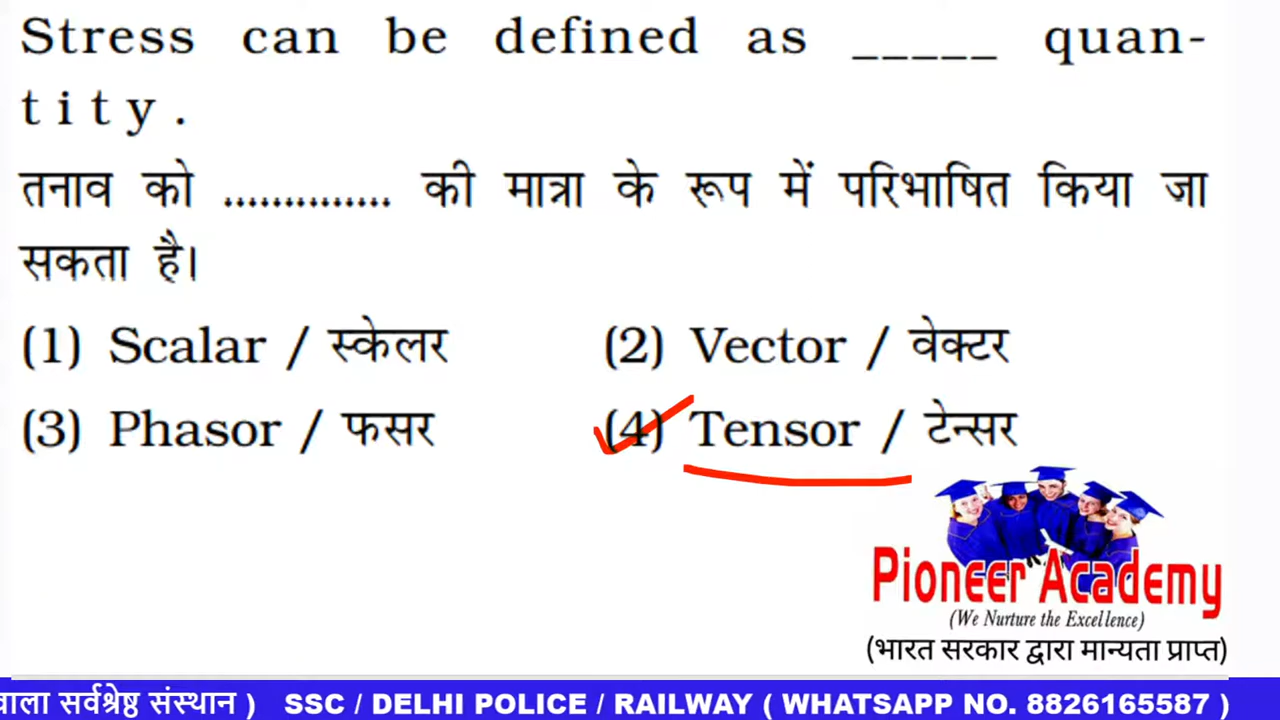 Stress can be defined as _____ quan-
tity.
तनाव को .............. की मात्रा के रूप में परिभाषित किया जा
सकता है।
(1) Scalar / स्केलर (2) Vector / वेक्टर
(3) Phasor / फसर (4) Tensor / टेन्सर
Pioneer Academy
(We Nurture the Excellence)
(भारत सरकार द्वारा मान्यता प्राप्त)
वाला सर्वश्रेष्ठ संस्थान ) SSC / DELHI POLICE / RAILWAY ( WHATSAPP NO. 8826165587 )